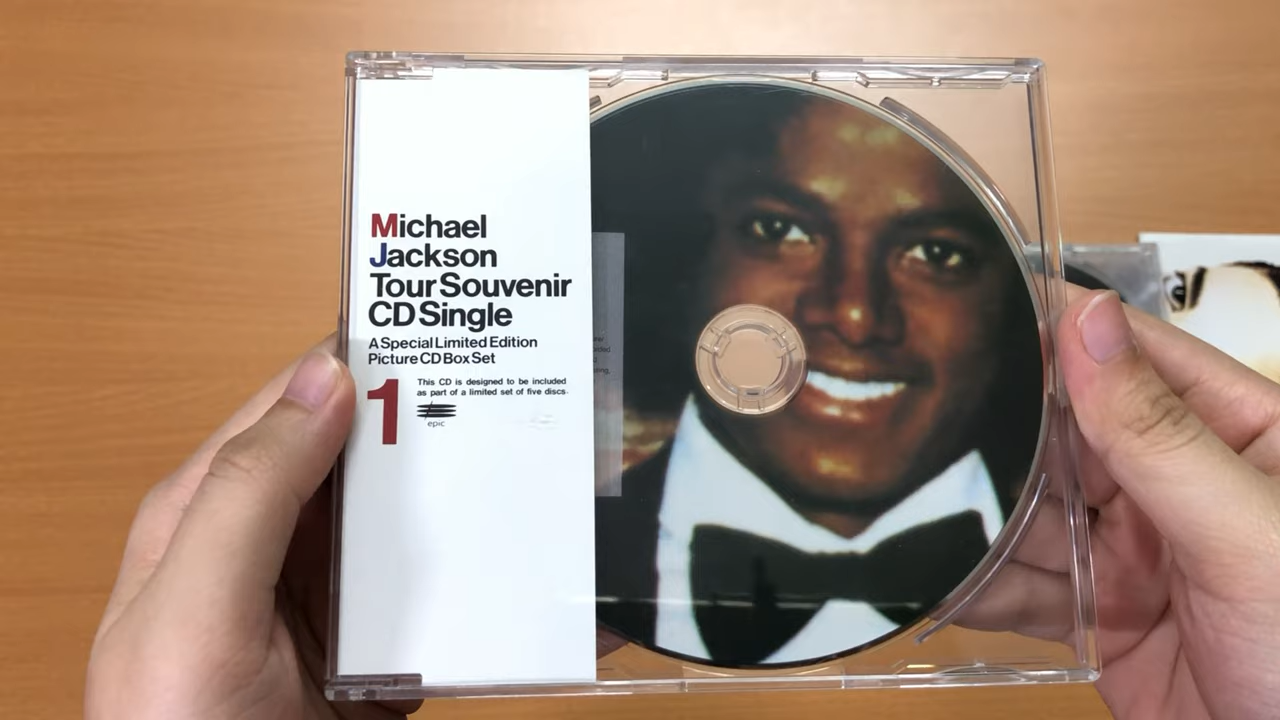 Michael
Jackson
Tour Souvenir
CD Single
A Special Limited Edition
Picture CD Box Set
1
This CD is designed to be included
as part of a limited set of five discs.
epic